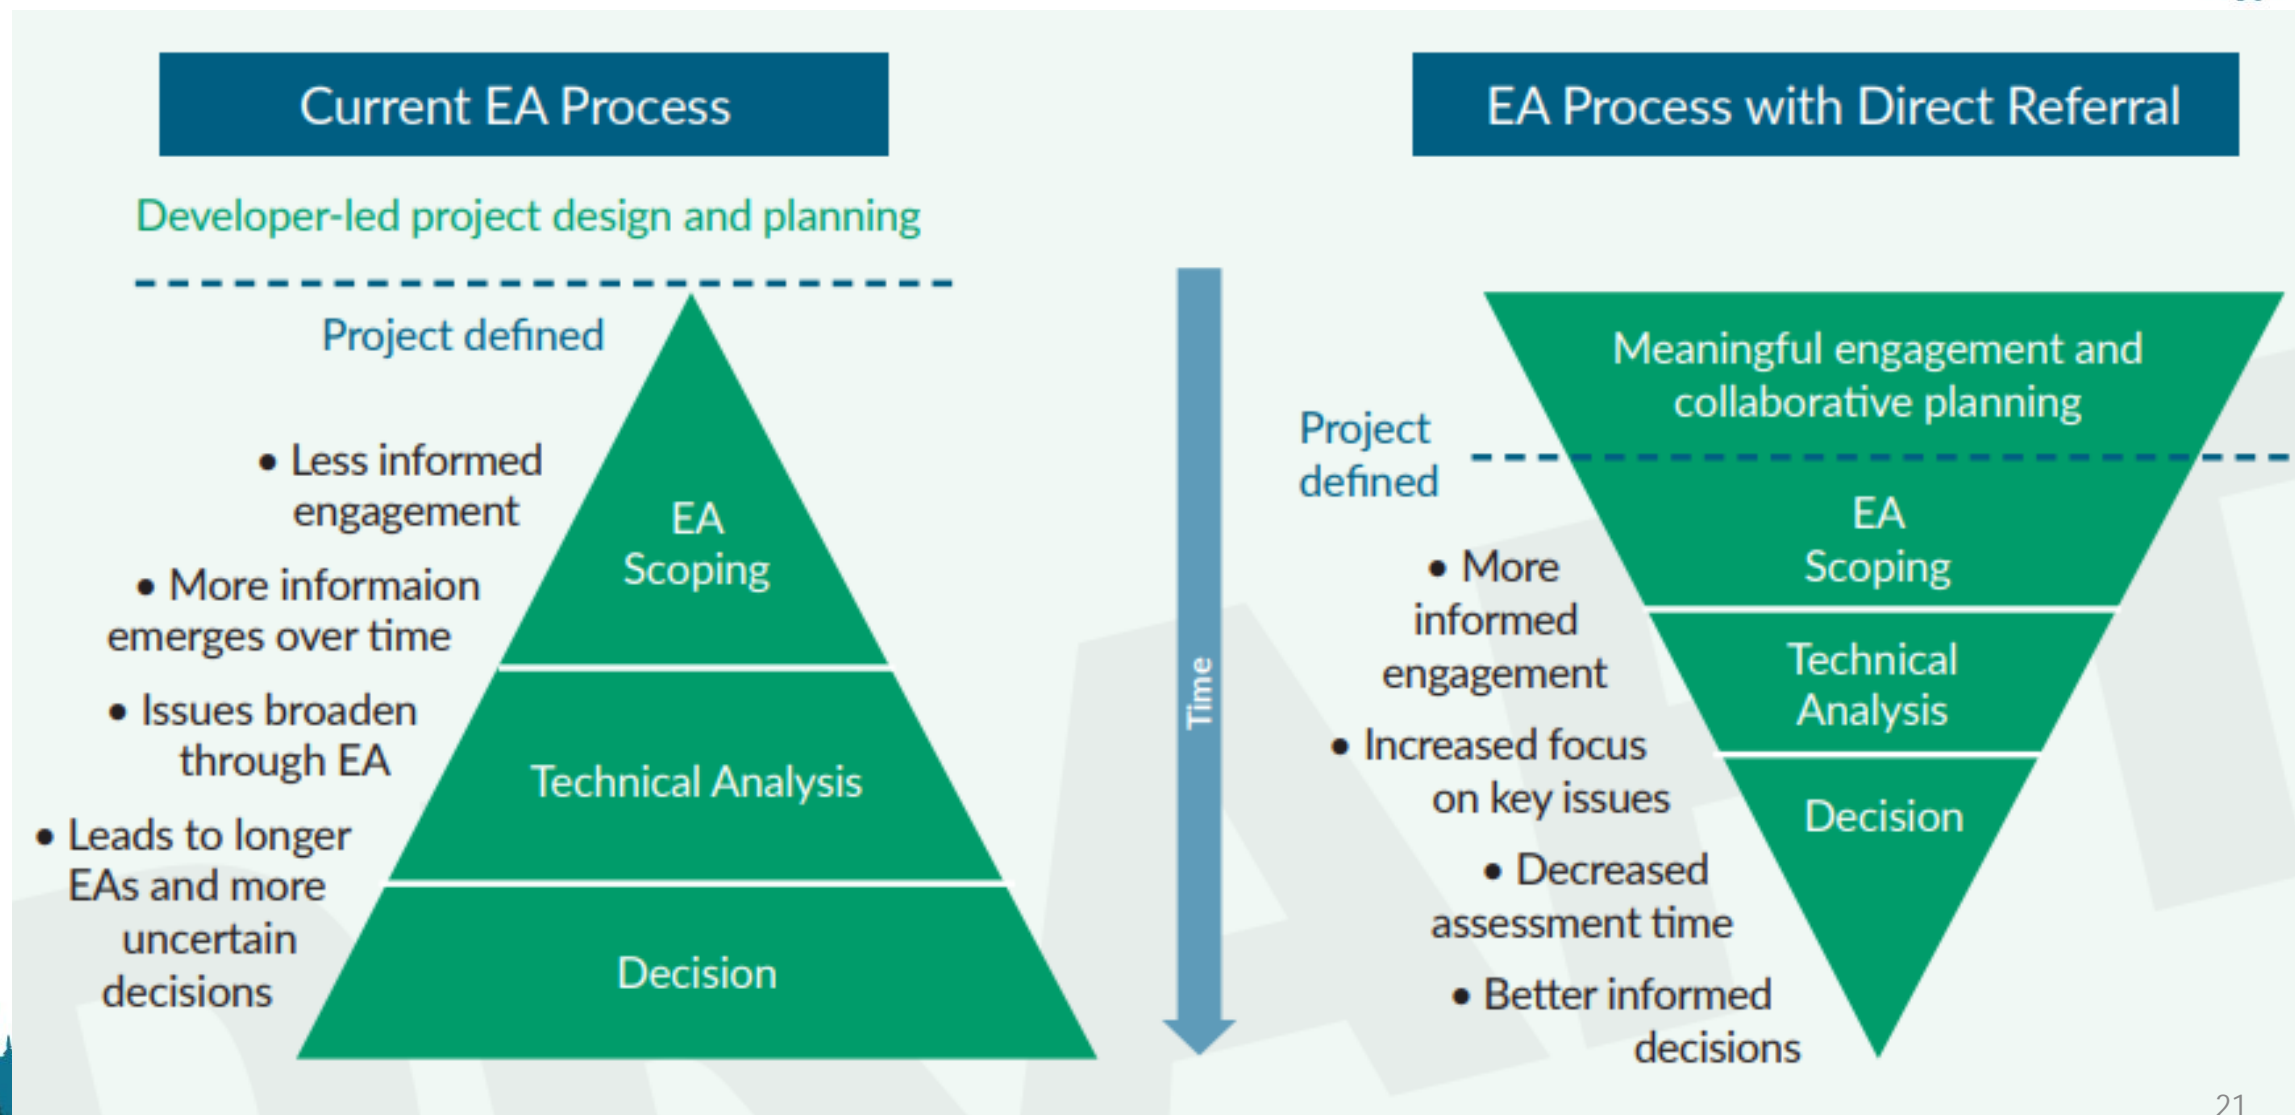 Current EA Process
Developer-led project design and planning
Project defined
• Less informed
engagement
• More informaion
emerges over time
• Issues broaden
through EA
• Leads to longer
EAs and more
uncertain
decisions
EA
Scoping
Technical Analysis
Decision
Time
EA Process with Direct Referral
Meaningful engagement and
collaborative planning
Project
defined
EA
Scoping
Technical
Analysis
Decision
• More
informed
engagement
• Increased focus
on key issues
• Decreased
assessment time
• Better informed
decisions
21